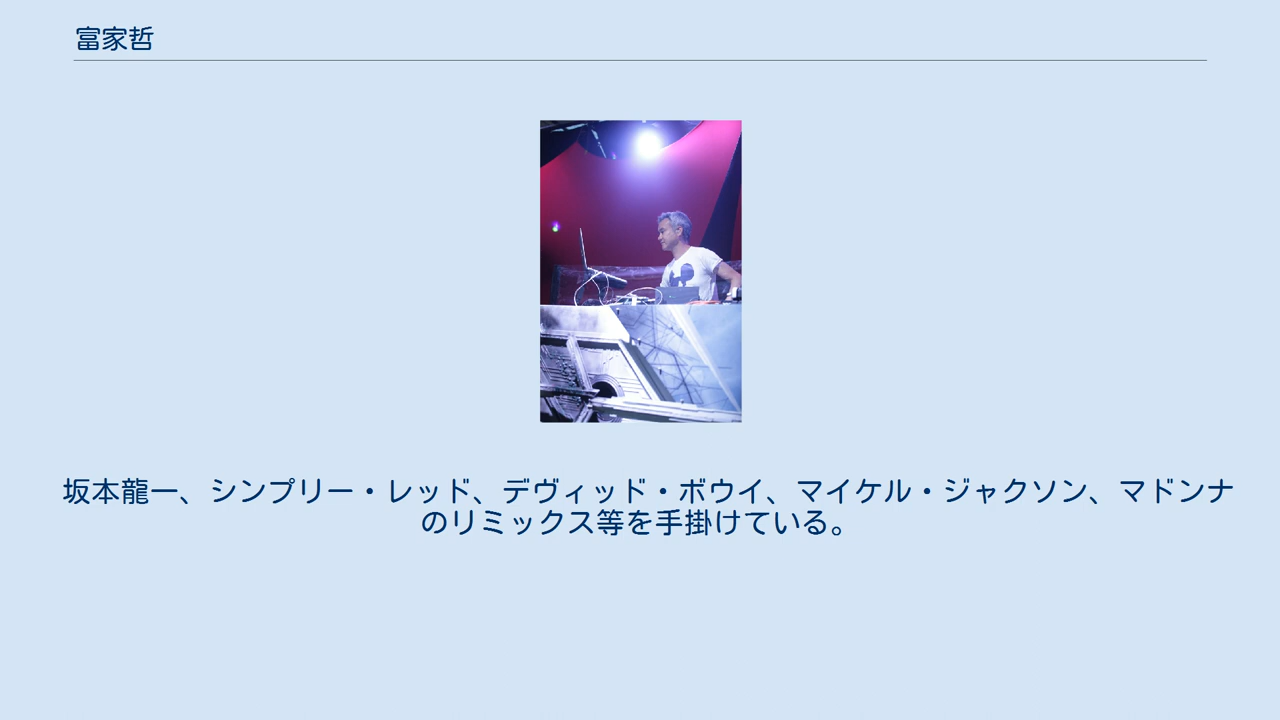 富家哲
坂本龍一、シンプリー・レッド、デヴィッド・ボウイ、マイケル・ジャクソン、マドンナ
のリミックス等を手掛けている。